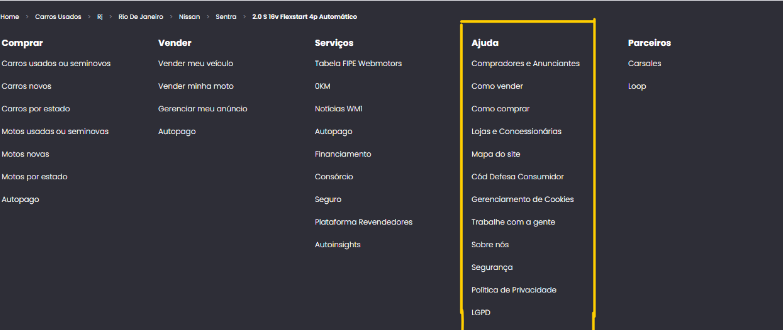 Home > Carros Usados > Rj > Rio De Janeiro > Nissan > Sentra > 2.0 S 16v Flexstart 4p Automático
Comprar
Carros usados ou seminovos
Carros novos
Carros por estado
Motos usadas ou seminovas
Motos novas
Motos por estado
Autopago
Vender
Vender meu veículo
Vender minha moto
Gerenciar meu anúncio
Autopago
Serviços
Tabela FIPE Webmotors
0KM
Notícias WM1
Autopago
Financiamento
Consórcio
Seguro
Plataforma Revendedores
Autoinsights
Ajuda
Compradores e Anunciantes
Como vender
Como comprar
Lojas e Concessionárias
Mapa do site
Cód Defesa Consumidor
Gerenciamento de Cookies
Trabalhe com a gente
Sobre nós
Segurança
Política de Privacidade
LGPD
Parceiros
Carsales
Loop